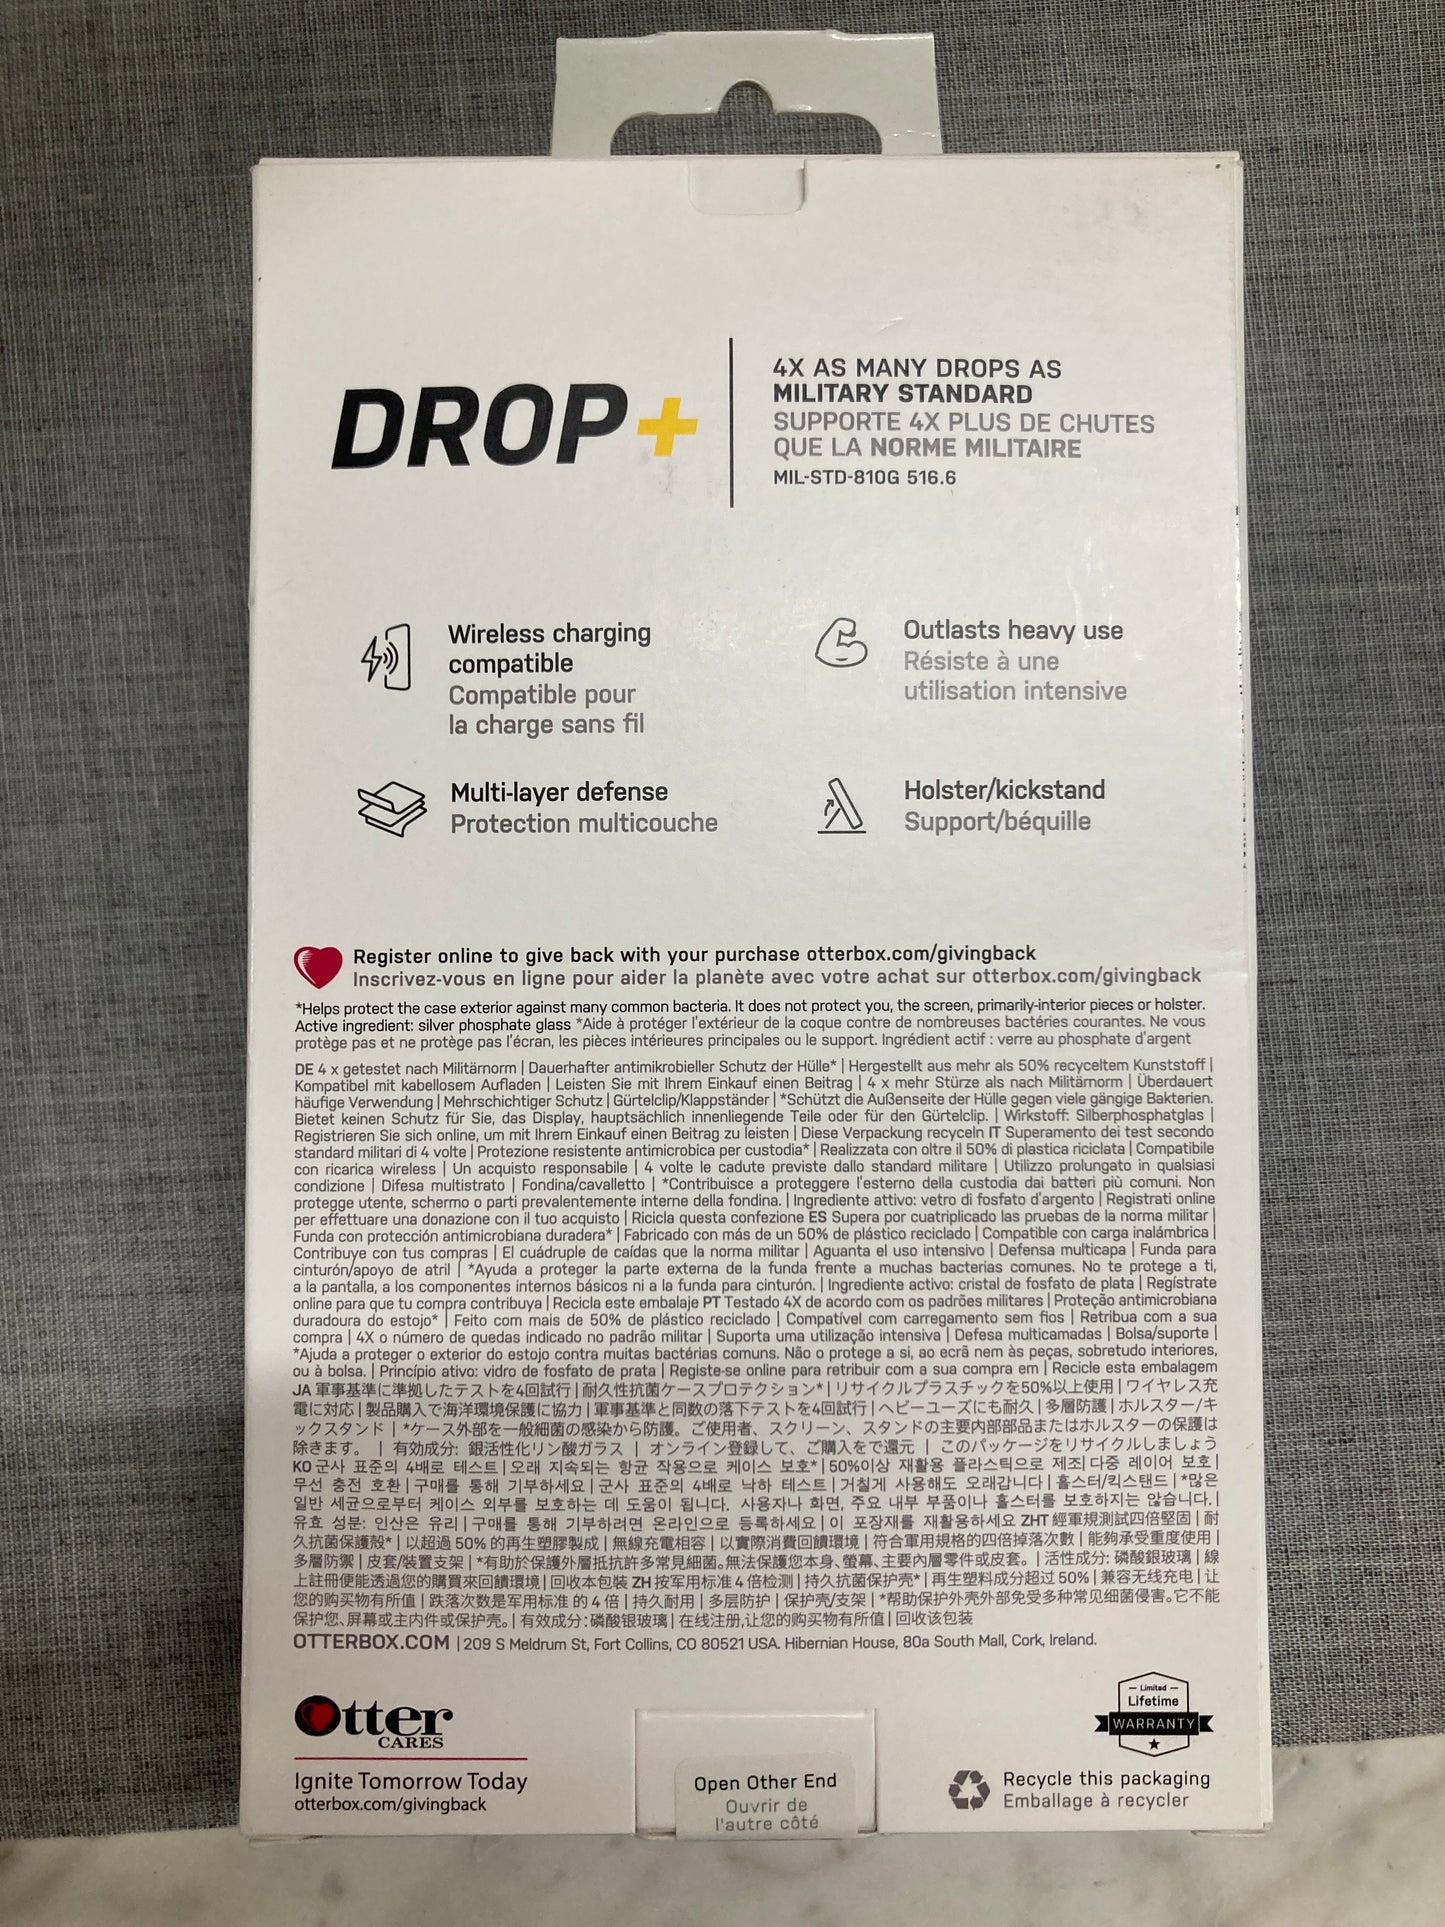 DROP+
4X AS MANY DROPS AS
MILITARY STANDARD
SUPPORTE 4X PLUS DE CHUTES
QUE LA NORME MILITAIRE
MIL-STD-810G 516.6
Wireless charging
compatible
Compatible pour
la charge sans fil
Outlasts heavy use
Résiste à une
utilisation intensive
Multi-layer defense
Protection multicouche
Holster/kickstand
Support/béquille
Register online to give back with your purchase otterbox.com/givingback
Inscrivez-vous en ligne pour aider la planète avec votre achat sur otterbox.com/givingback
*Helps protect the case exterior against many common bacteria. It does not protect you, the screen, primarily-interior pieces or holster.
Active ingredient: silver phosphate glass *Aide à protéger l'extérieur de la coque contre de nombreuses bactéries courantes. Ne vous
protège pas et ne protège pas l'écran, les pièces intérieures principales ou le support. Ingrédient actif : verre au phosphate d'argent
DE 4 x getestet nach Militärnorm | Dauerhafter antimikrobieller Schutz der Hülle* | Hergestellt aus mehr als 50% recyceltem Kunststoff |
Kompatibel mit kabellosem Aufladen | Leisten Sie mit Ihrem Einkauf einen Beitrag | 4 x mehr Stürze als nach Militärnorm | Überdauert
häufige Verwendung | Mehrschichtiger Schutz | Gürtelclip/Klappständer | *Schützt die Außenseite der Hülle gegen viele gängige Bakterien.
Bietet keinen Schutz für Sie, das Display, hauptsächlich innenliegende Teile oder für den Gürtelclip. | Wirkstoff: Silberphosphatglas |
Registrieren Sie sich online, um mit Ihrem Einkauf einen Beitrag zu leisten | Diese Verpackung recyceln IT Superamento dei test secondo
standard militari di 4 volte | Protezione resistente antimicrobica per custodia* | Realizzata con oltre il 50% di plastica riciclata | Compatibile
con ricarica wireless | Un acquisto responsabile | 4 volte le cadute previste dallo standard militare | Utilizzo prolungato in qualsiasi
condizione | Difesa multistrato | Fondina/cavalletto | *Contribuisce a proteggere l'esterno della custodia dai batteri più comuni. Non
protegge utente, schermo o parti prevalentemente interne della fondina. | Ingrediente attivo: vetro di fosfato d'argento | Registrati online
per effettuare una donazione con il tuo acquisto | Ricicla questa confezione ES Supera por cuatriplicado las pruebas de la norma militar |
Funda con protección antimicrobiana duradera* | Fabricado con más de un 50% de plástico reciclado | Compatible con carga inalámbrica |
Contribuye con tus compras | El cuádruple de caídas que la norma militar | Aguanta el uso intensivo | Defensa multicapa | Funda para
cinturón/apoyo de atril | *Ayuda a proteger la parte externa de la funda frente a muchas bacterias comunes. No te protege a ti,
a la pantalla, a los componentes internos básicos ni a la funda para cinturón. | Ingrediente activo: cristal de fosfato de plata | Regístrate
online para que tu compra contribuya | Recicla este embalaje PT Testado 4X de acordo com os padrões militares | Proteção antimicrobiana
duradoura do estojo* | Feito com mais de 50% de plástico reciclado | Compatível com carregamento sem fios | Retribua com a sua
compra | 4X o número de quedas indicado no padrão militar | Suporta uma utilização intensiva | Defesa multicamadas | Bolsa/suporte |
*Ajuda a proteger o exterior do estojo contra muitas bactérias comuns. Não o protege a si, ao ecrã nem às peças, sobretudo interiores,
ou à bolsa. | Princípio ativo: vidro de fosfato de prata | Registe-se online para retribuir com a sua compra em | Recicle esta embalagem
JA 軍事基準に準拠したテストを4回試行 | 耐久性抗菌ケースプロテクション* | リサイクルプラスチックを50%以上使用 | ワイヤレス充
電に対応 | 製品購入で海洋環境保護に協力 | 軍事基準と同数の落下テストを4回試行 | ヘビーユーズにも耐久 | 多層防護 | ホルスター/キ
ックスタンド | *ケース外部を一般細菌の感染から防護。ご使用者、スクリーン、スタンドの主要内部部品またはホルスターの保護は
除きます。 | 有効成分: 銀活性化リン酸ガラス | オンライン登録して、ご購入をで還元 | このパッケージをリサイクルしましょう
KO 군사 표준의 4배로 테스트 | 오래 지속되는 항균 작용으로 케이스 보호* | 50%이상 재활용 플라스틱으로 제조| 다중 레이어 보호 |
무선 충전 호환 | 구매를 통해 기부하세요 | 군사 표준의 4배로 낙하 테스트 | 거칠게 사용해도 오래갑니다 | 홀스터/킥스탠드 | *많은
일반 세균으로부터 케이스 외부를 보호하는 데 도움이 됩니다. 사용자나 화면, 주요 내부 부품이나 홀스터를 보호하지는 않습니다. |
유효 성분: 인산은 유리 | 구매를 통해 기부하려면 온라인으로 등록하세요 | 이 포장재를 재활용하세요 ZHT 經軍規測試四倍堅固 | 耐
久抗菌保護殼* | 以超過 50% 的再生塑膠製成 | 無線充電相容 | 以實際消費回饋環境 | 符合軍用規格的四倍掉落次數 | 能夠承受重度使用 |
多層防禦 | 皮套/裝置支架 | *有助於保護外層抵抗許多常見細菌。無法保護您本身、螢幕、主要內層零件或皮套。 | 活性成分: 磷酸銀玻璃 | 線
上註冊便能透過您的購買來回饋環境 | 回收本包裝 ZH 按军用标准 4 倍检测 | 持久抗菌保护壳* | 再生塑料成分超过 50% | 兼容无线充电 | 让
您的购买物有所值 | 跌落次数是军用标准 的 4 倍 | 持久耐用 | 多层防护 | 保护壳/支架 | *帮助保护外壳外部免受多种常见细菌侵害。它不能
保护您、屏幕或主内件或保护壳。 | 有效成分：磷酸银玻璃 | 在线注册,让您的购买物有所值 | 回收该包装
OTTERBOX.COM | 209 S Meldrum St, Fort Collins, CO 80521 USA. Hibernian House, 80a South Mall, Cork, Ireland.
Otter
CARES
Ignite Tomorrow Today
otterbox.com/givingback
Open Other End
Ouvrir de
l'autre côté
Limited
Lifetime
WARRANTY
Recycle this packaging
Emballage à recycler